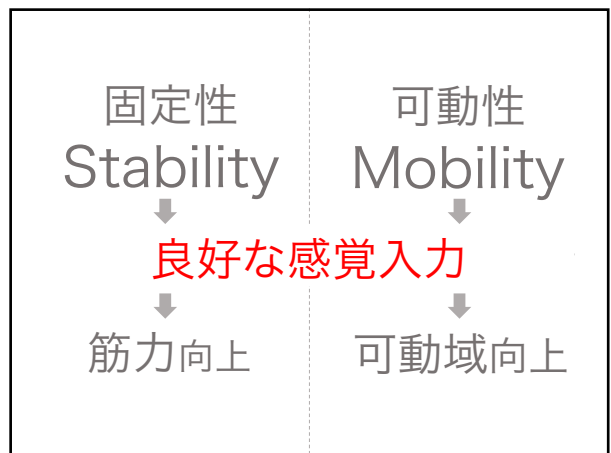 固定性
Stability
可動性
Mobility
良好な感覚入力
筋力向上
可動域向上